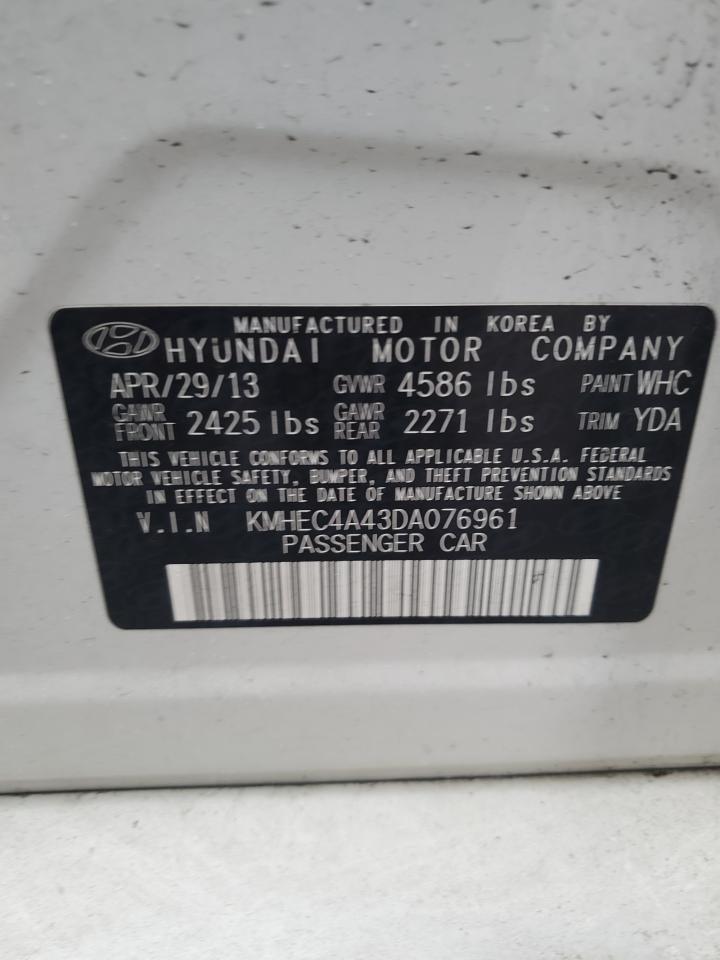 MANUFACTURED IN KOREA BY
HYUNDAI MOTOR COMPANY
APR/29/13 GVWR 4586 lbs PAINT WHC
GAWR FRONT 2425 lbs GAWR REAR 2271 lbs TRIM YDA
THIS VEHICLE CONFORMS TO ALL APPLICABLE U.S.A. FEDERAL
MOTOR VEHICLE SAFETY, BUMPER, AND THEFT PREVENTION STANDARDS
IN EFFECT ON THE DATE OF MANUFACTURE SHOWN ABOVE
V.I.N KMHEC4A43DA076961
PASSENGER CAR